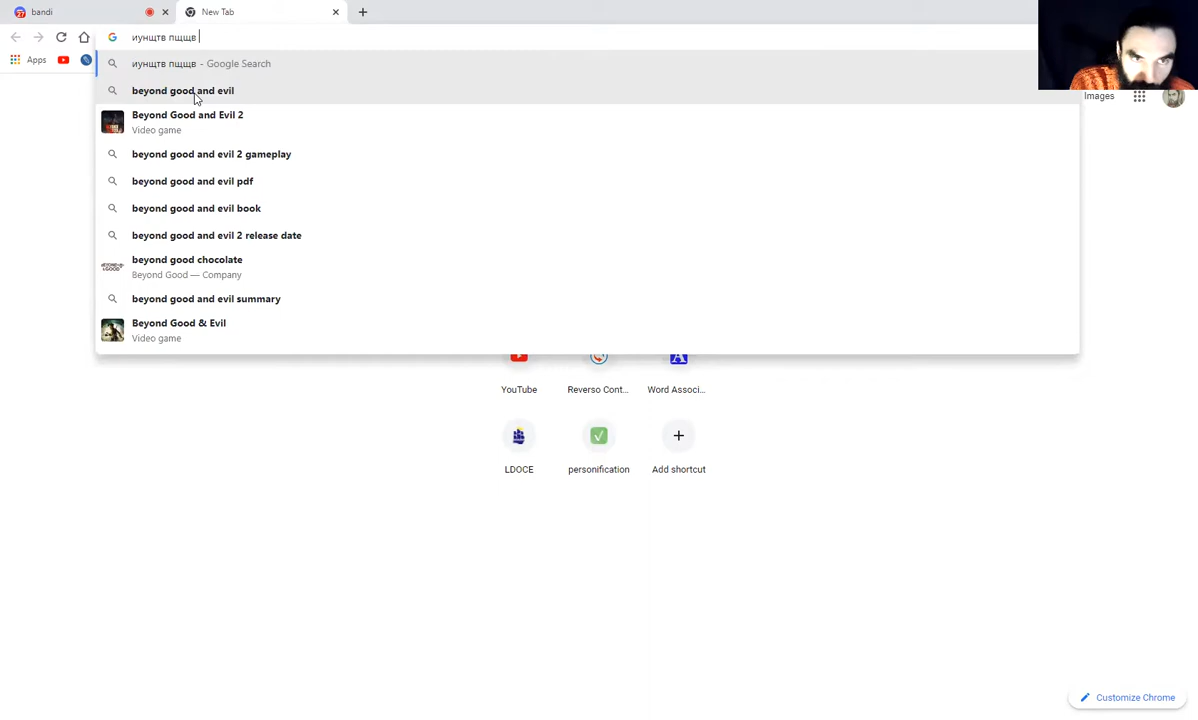 bandi
New Tab
иунщтв пщщв
Apps
Images
иунщтв пщщв - Google Search
beyond good and evil
Beyond Good and Evil 2
Video game
beyond good and evil 2 gameplay
beyond good and evil pdf
beyond good and evil book
beyond good and evil 2 release date
beyond good chocolate
Beyond Good — Company
beyond good and evil summary
Beyond Good & Evil
Video game
YouTube
Reverso Cont...
Word Associ...
LDOCE
personification
Add shortcut
Customize Chrome